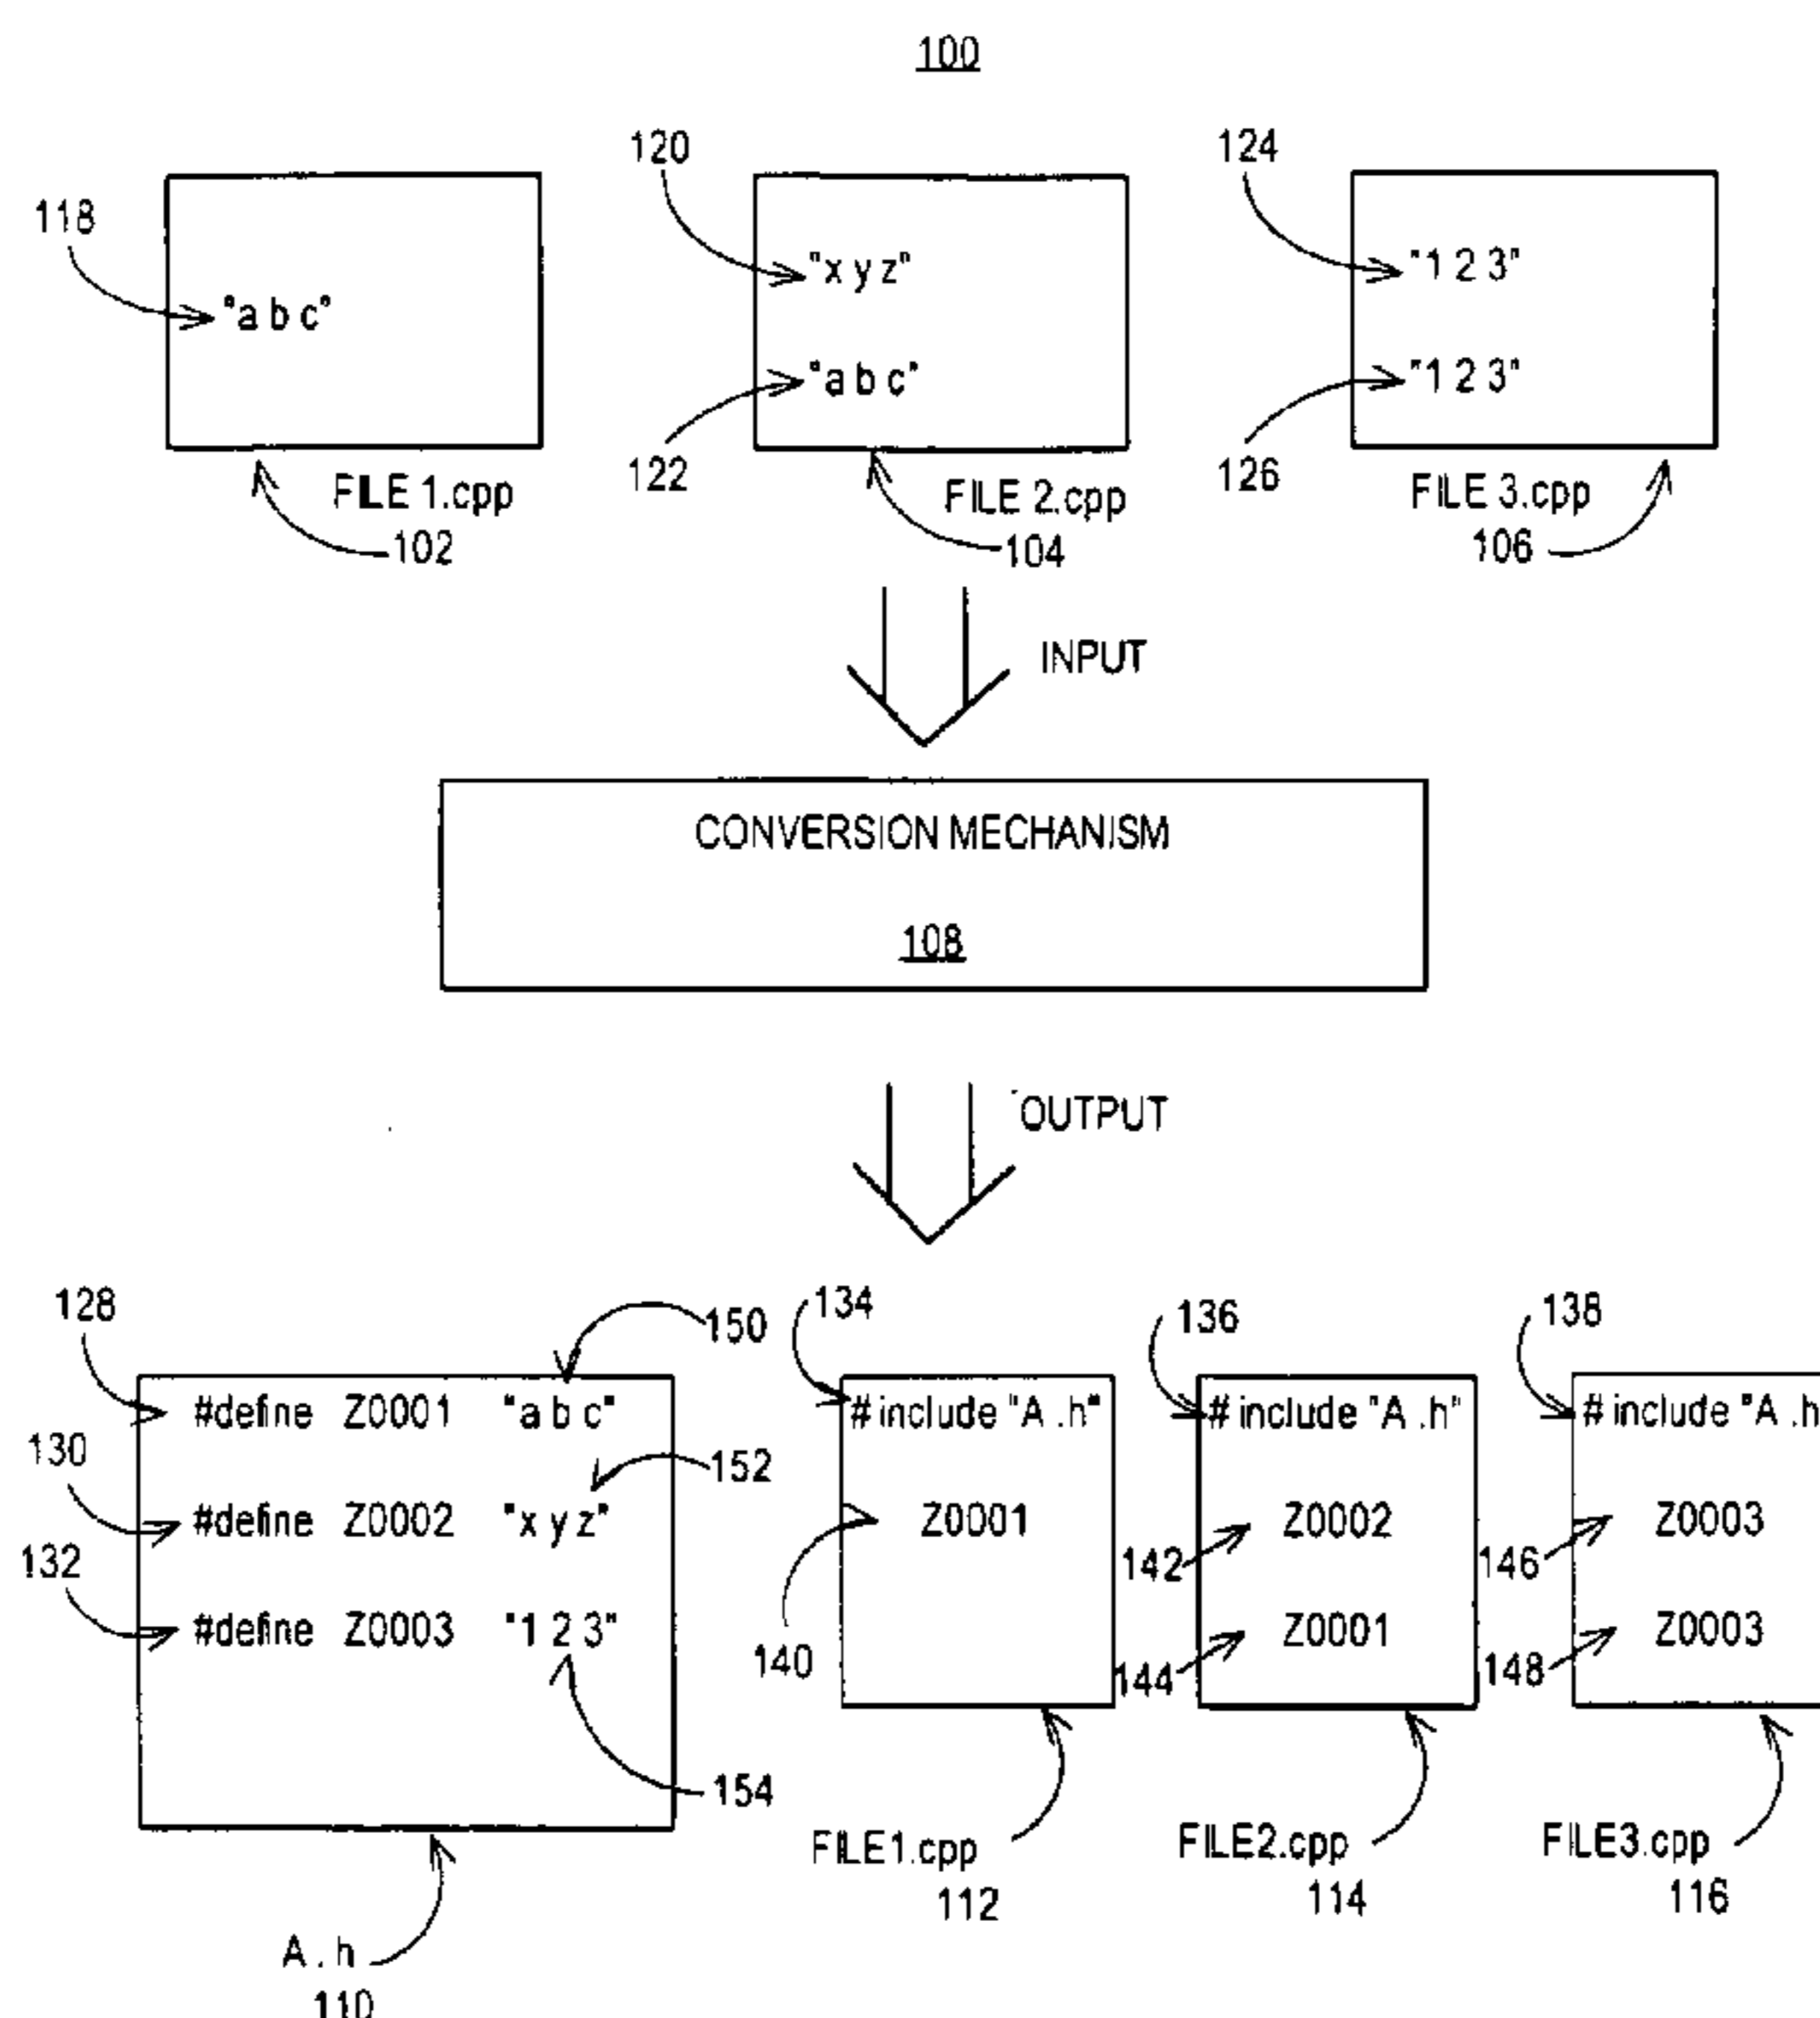 100
118
"a b c"
FILE 1.cpp
102
120
"x y z"
"a b c"
122
FILE 2.cpp
104
124
"1 2 3"
"1 2 3"
126
FILE 3.cpp
106
INPUT
CONVERSION MECHANISM
108
OUTPUT
128
130
132
#define Z0001 "a b c"
#define Z0002 "x y z"
#define Z0003 "1 2 3"
150
152
154
A . h
110
134
# include "A .h"
Z0001
140
FILE1.cpp
112
136
# include "A .h"
142
Z0002
144
Z0001
FILE2.cpp
114
138
# include "A .h
146
Z0003
148
Z0003
FILE3.cpp
116